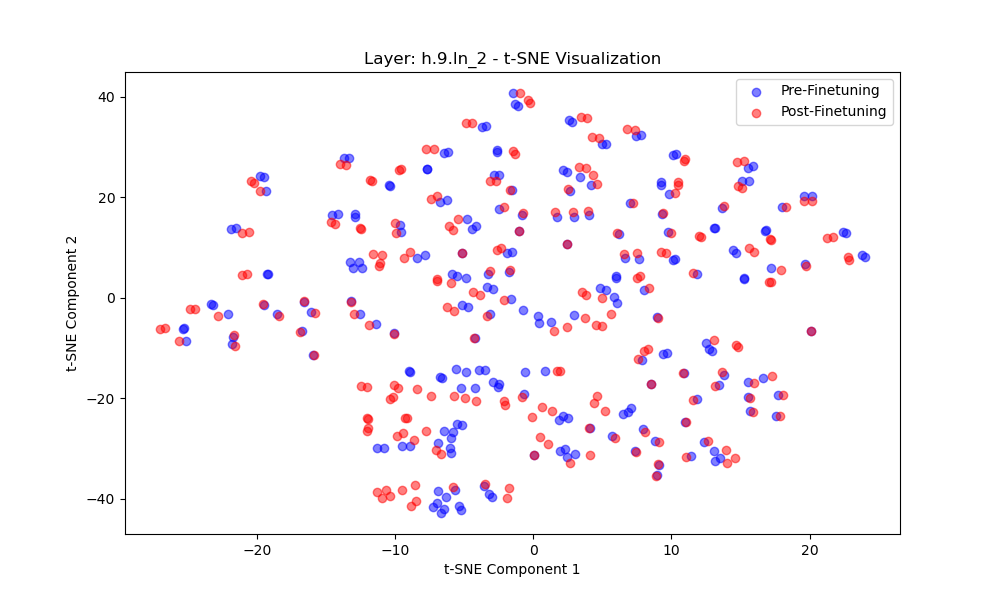 Layer: h.9.ln_2 - t-SNE Visualization
Pre-Finetuning
Post-Finetuning
40
20
0
−20
−40
t-SNE Component 2
−20
−10
0
10
20
t-SNE Component 1